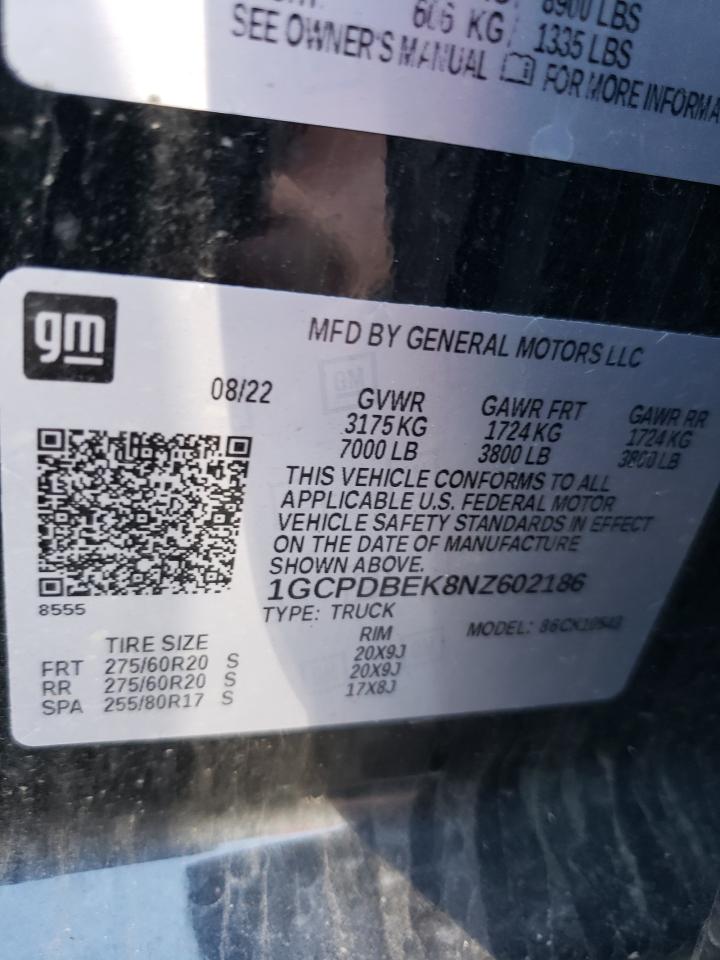 8900 LBS
606 KG / 1335 LBS
SEE OWNER'S MANUAL FOR MORE INFORMA
gm
MFD BY GENERAL MOTORS LLC
08/22
GVWR GAWR FRT GAWR RR
3175 KG 1724 KG 1724 KG
7000 LB 3800 LB 3800 LB
THIS VEHICLE CONFORMS TO ALL
APPLICABLE U.S. FEDERAL MOTOR
VEHICLE SAFETY STANDARDS IN EFFECT
ON THE DATE OF MANUFACTURE
SHOWN ABOVE.
1GCPDBEK8NZ602186
8555
TYPE: TRUCK MODEL:
TIRE SIZE RIM
FRT 275/60R20 S 20X9J
RR 275/60R20 S 20X9J
SPA 255/80R17 S 17X8J